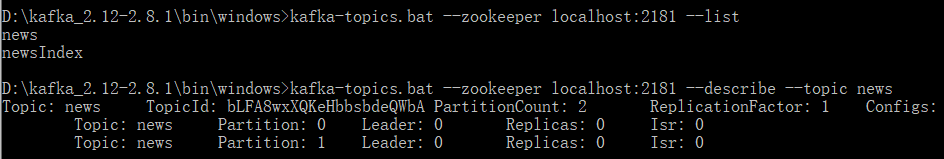 D:\kafka_2.12-2.8.1\bin\windows>kafka-topics.bat --zookeeper localhost:2181 --list
news
newsIndex
D:\kafka_2.12-2.8.1\bin\windows>kafka-topics.bat --zookeeper localhost:2181 --describe --topic news
Topic: news TopicId: bLFA8wxXQKeHbbsbdeQWbA PartitionCount: 2 ReplicationFactor: 1 Configs:
Topic: news Partition: 0 Leader: 0 Replicas: 0 Isr: 0
Topic: news Partition: 1 Leader: 0 Replicas: 0 Isr: 0